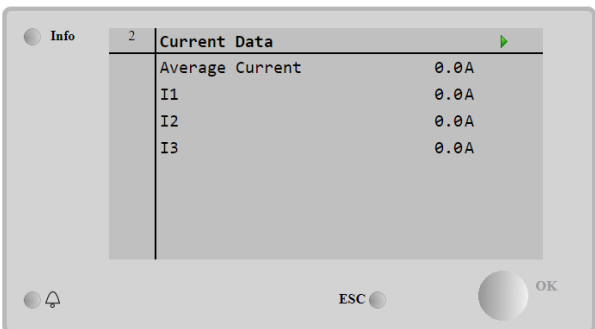 Info
2 Current Data
Average Current 0.0A
I1 0.0A
I2 0.0A
I3 0.0A
ESC
OK